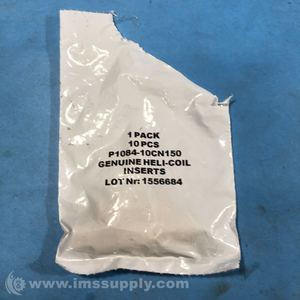 1 PACK
10 PCS
P1084-10CN150
GENUINE HELI-COIL
INSERTS
LOT Nr: 1556684
© www.imssupply.com